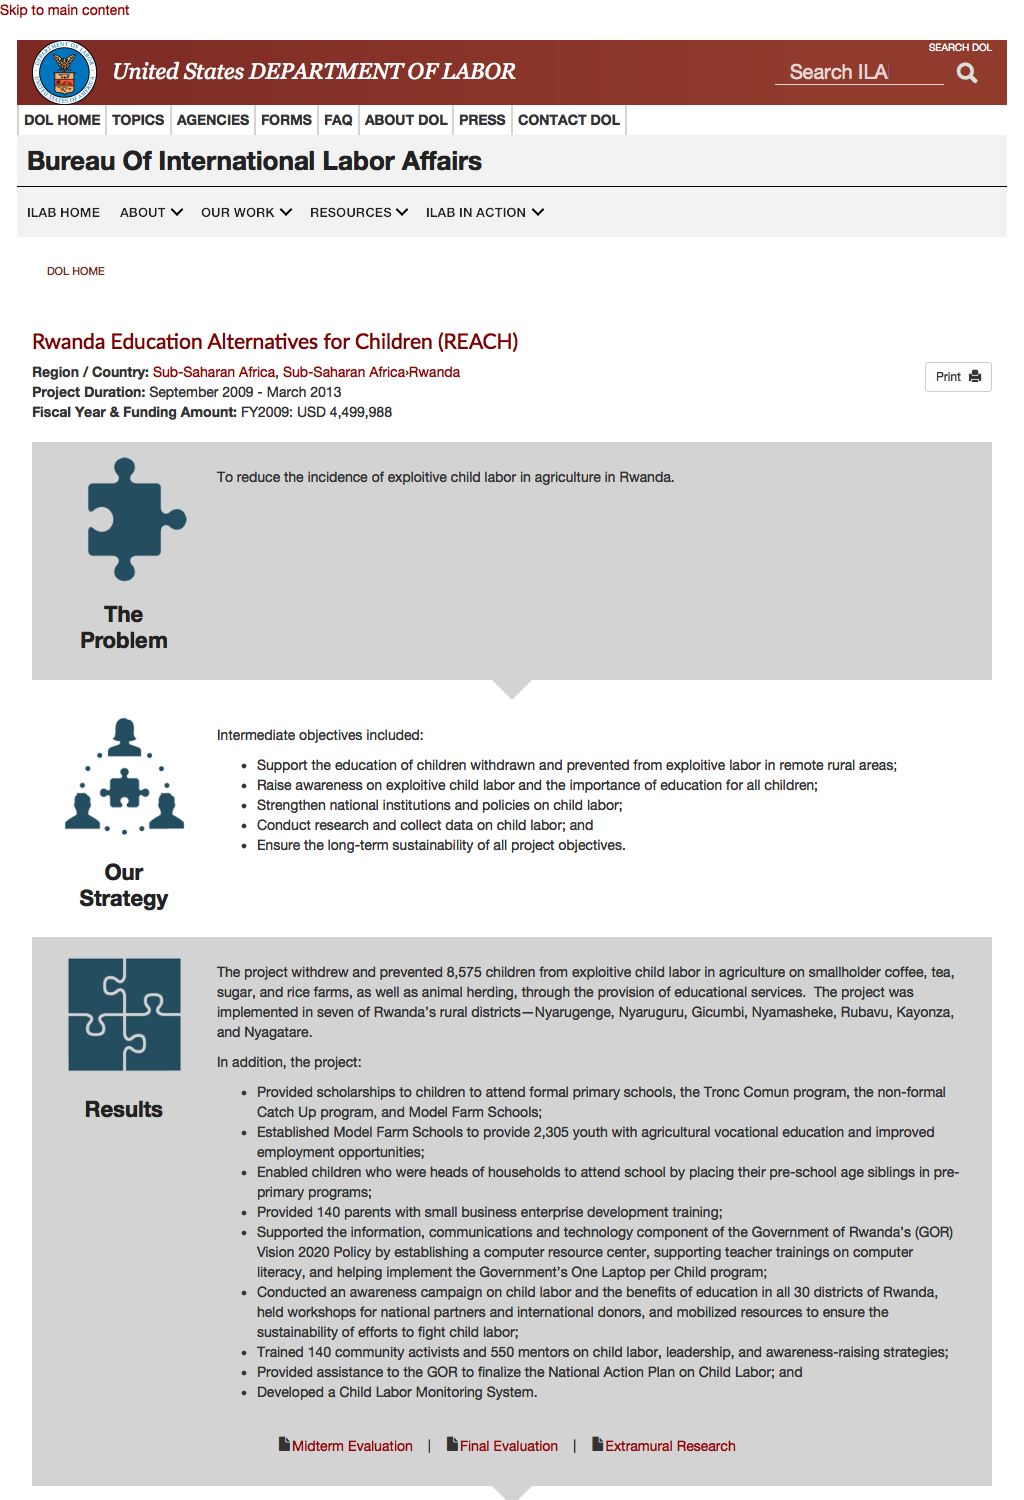 Skip to main content
SEARCH DOL
United States DEPARTMENT OF LABOR
Search ILA
DOL HOME
TOPICS
AGENCIES
FORMS
FAQ
ABOUT DOL
PRESS
CONTACT DOL
Bureau Of International Labor Affairs
ILAB HOME
ABOUT
OUR WORK
RESOURCES
ILAB IN ACTION
DOL HOME
Rwanda Education Alternatives for Children (REACH)
Region / Country: Sub-Saharan Africa, Sub-Saharan Africa›Rwanda
Print
Project Duration: September 2009 - March 2013
Fiscal Year & Funding Amount: FY2009: USD 4,499,988
The
Problem
To reduce the incidence of exploitive child labor in agriculture in Rwanda.
Our
Strategy
Intermediate objectives included:
• Support the education of children withdrawn and prevented from exploitive labor in remote rural areas;
• Raise awareness on exploitive child labor and the importance of education for all children;
• Strengthen national institutions and policies on child labor;
• Conduct research and collect data on child labor; and
• Ensure the long-term sustainability of all project objectives.
Results
The project withdrew and prevented 8,575 children from exploitive child labor in agriculture on smallholder coffee, tea,
sugar, and rice farms, as well as animal herding, through the provision of educational services.  The project was
implemented in seven of Rwanda's rural districts—Nyarugenge, Nyaruguru, Gicumbi, Nyamasheke, Rubavu, Kayonza,
and Nyagatare.
In addition, the project:
• Provided scholarships to children to attend formal primary schools, the Tronc Comun program, the non-formal
Catch Up program, and Model Farm Schools;
• Established Model Farm Schools to provide 2,305 youth with agricultural vocational education and improved
employment opportunities;
• Enabled children who were heads of households to attend school by placing their pre-school age siblings in pre-
primary programs;
• Provided 140 parents with small business enterprise development training;
• Supported the information, communications and technology component of the Government of Rwanda's (GOR)
Vision 2020 Policy by establishing a computer resource center, supporting teacher trainings on computer
literacy, and helping implement the Government's One Laptop per Child program;
• Conducted an awareness campaign on child labor and the benefits of education in all 30 districts of Rwanda,
held workshops for national partners and international donors, and mobilized resources to ensure the
sustainability of efforts to fight child labor;
• Trained 140 community activists and 550 mentors on child labor, leadership, and awareness-raising strategies;
• Provided assistance to the GOR to finalize the National Action Plan on Child Labor; and
• Developed a Child Labor Monitoring System.
Midterm Evaluation | Final Evaluation | Extramural Research